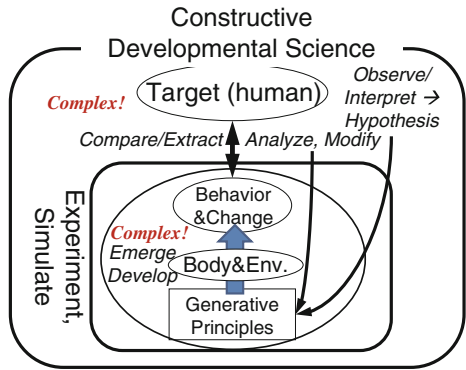 Constructive
Developmental Science
Observe/
Interpret →
Hypothesis
Complex!
Target (human)
Compare/Extract
Analyze, Modify
Experiment,
Simulate
Behavior
&Change
Complex!
Emerge
Develop
Body&Env.
Generative
Principles